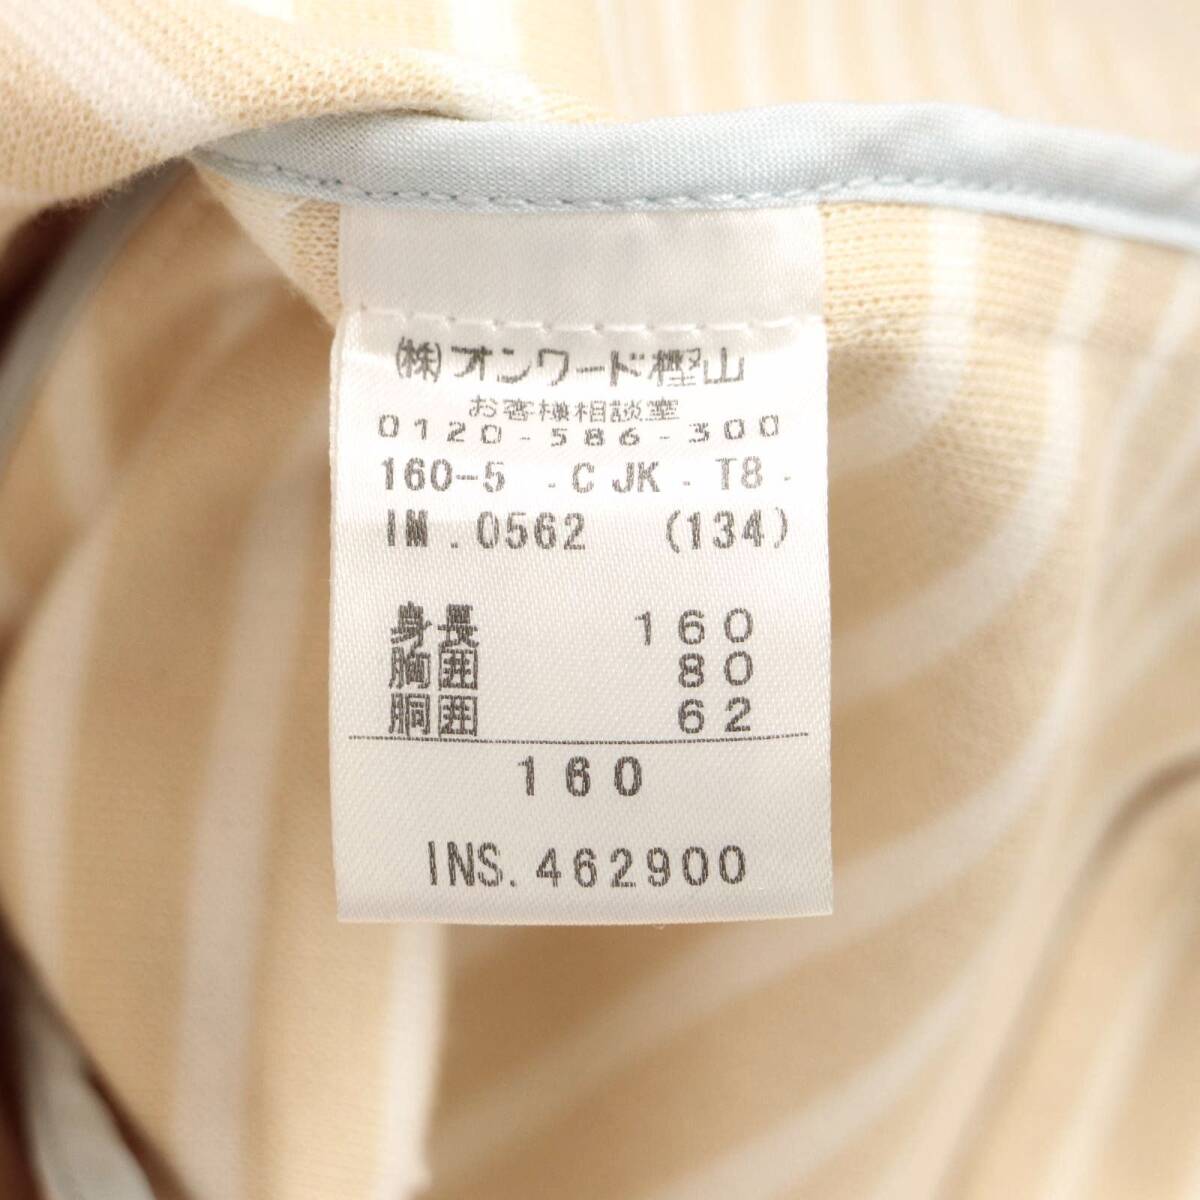 (株)オンワード樫山
お客様相談室
0120-586-300
160-5 . C JK . T8 .
IM . 0562 (134)
身長 160
胸囲 80
胴囲 62
160
INS. 462900